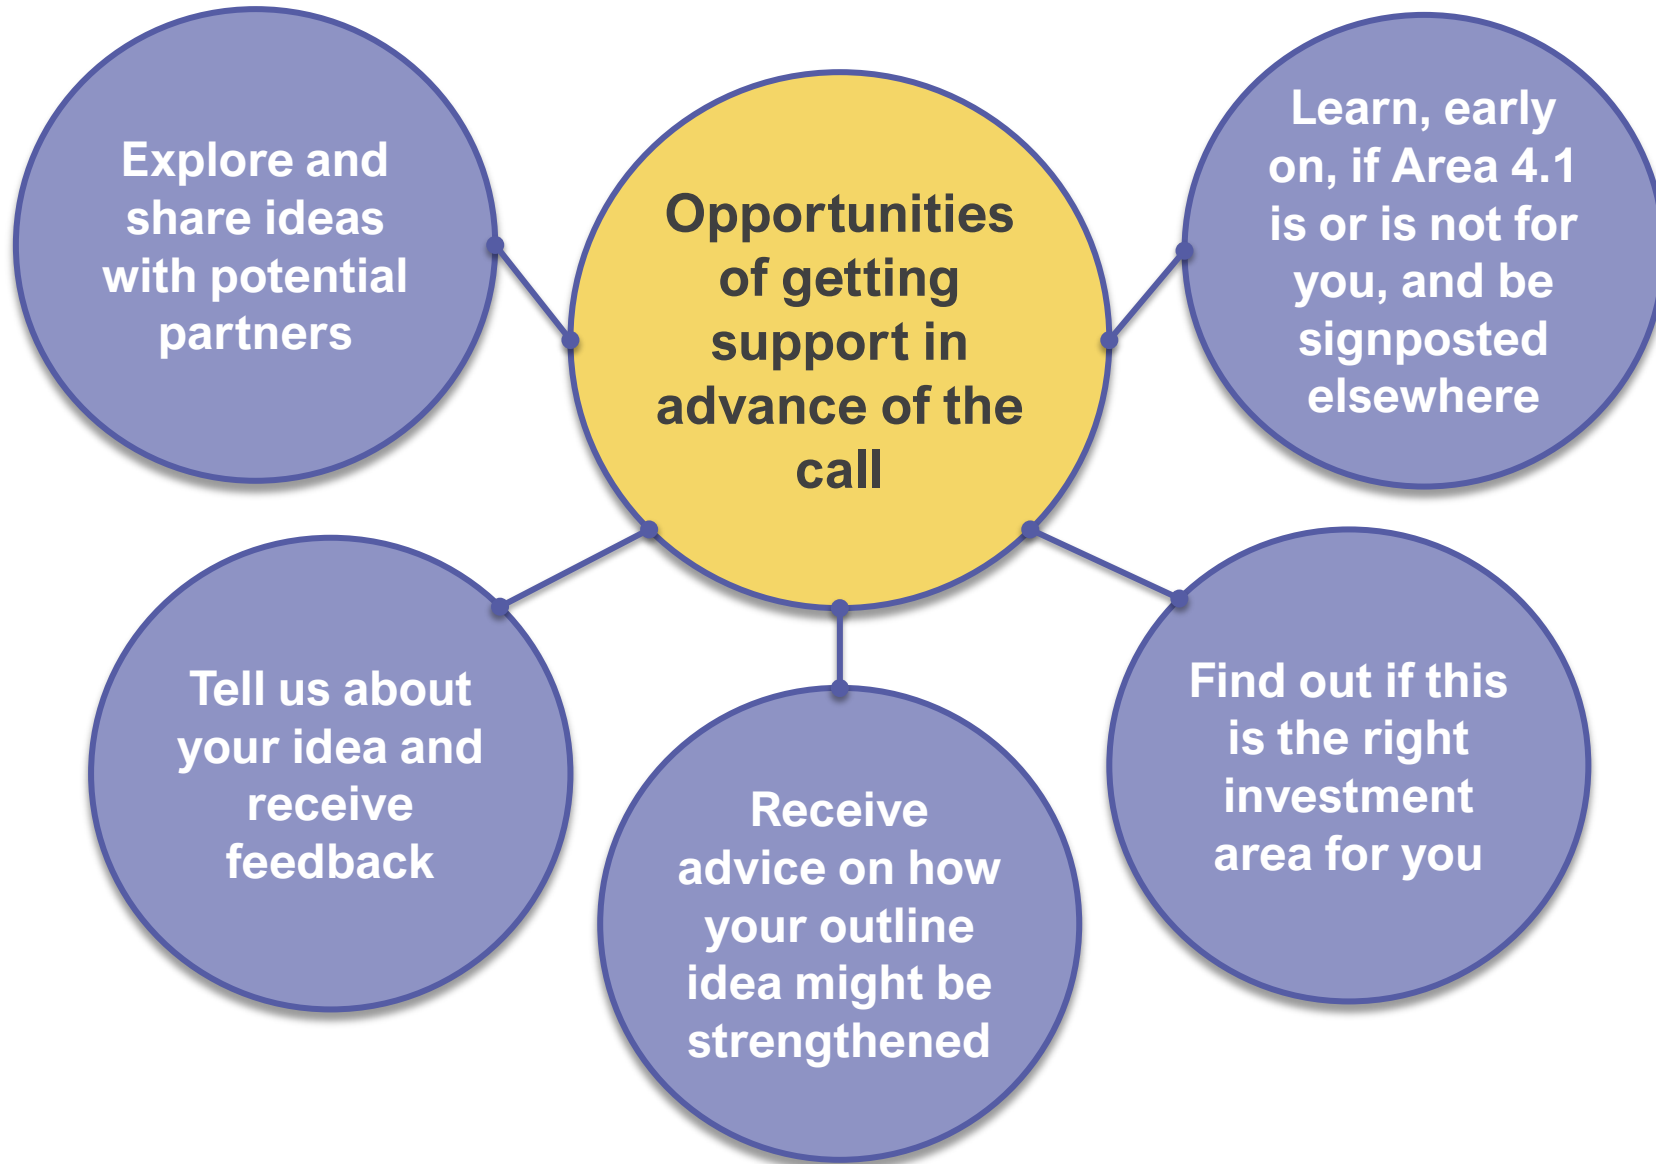 Explore and
share ideas
with potential
partners
Opportunities
of getting
support in
advance of the
call
Learn, early
on, if Area 4.1
is or is not for
you, and be
signposted
elsewhere
Tell us about
your idea and
receive
feedback
Receive
advice on how
your outline
idea might be
strengthened
Find out if this
is the right
investment
area for you